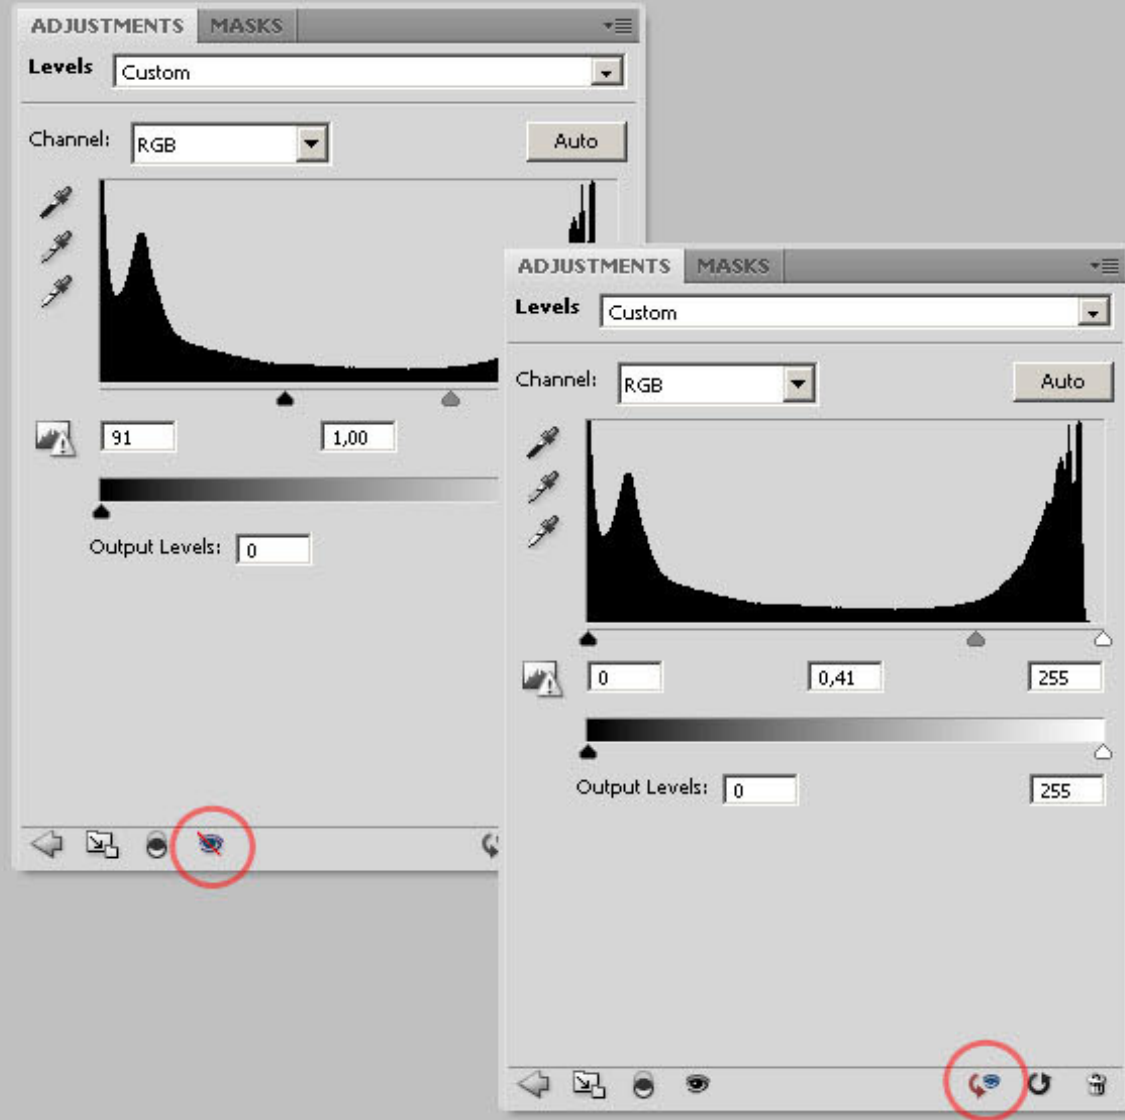 ADJUSTMENTS MASKS
Levels Custom
Channel: RGB Auto
91 1,00
Output Levels: 0
ADJUSTMENTS MASKS
Levels Custom
Channel: RGB Auto
0 0,41 255
Output Levels: 0 255